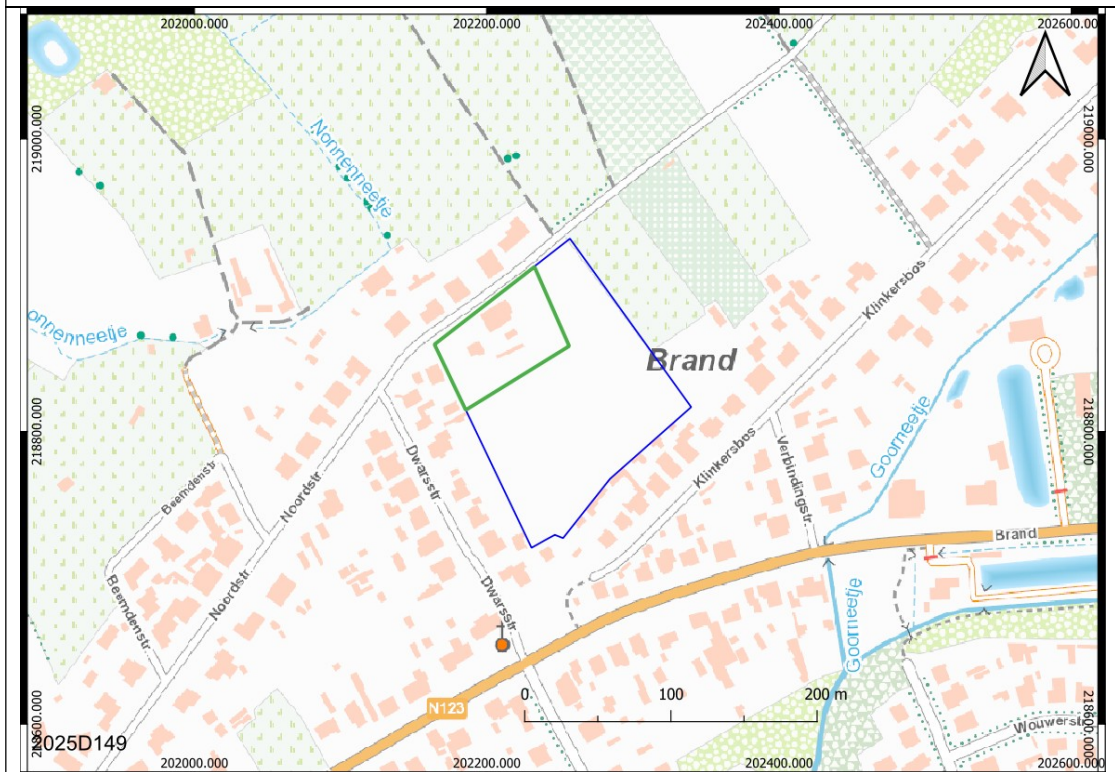 202000.000
202200.000
202400.000
202600.000
219000.000
219000.000
Nonnenneetje
onnenneetje
Klinkersbos
Brand
218800.000
218800.000
Goorneetje
Beemdenstr
Noordstr
Dwarsstr
Klinkersbos
Verbindingstr
Brand
Beemdenstr
Noordstr
Dwarsstr
Goorneetje
0 100 200 m
N123
Wouwerstr
218600.000
218600.000
2025D149
202000.000
202200.000
202400.000
202600.000